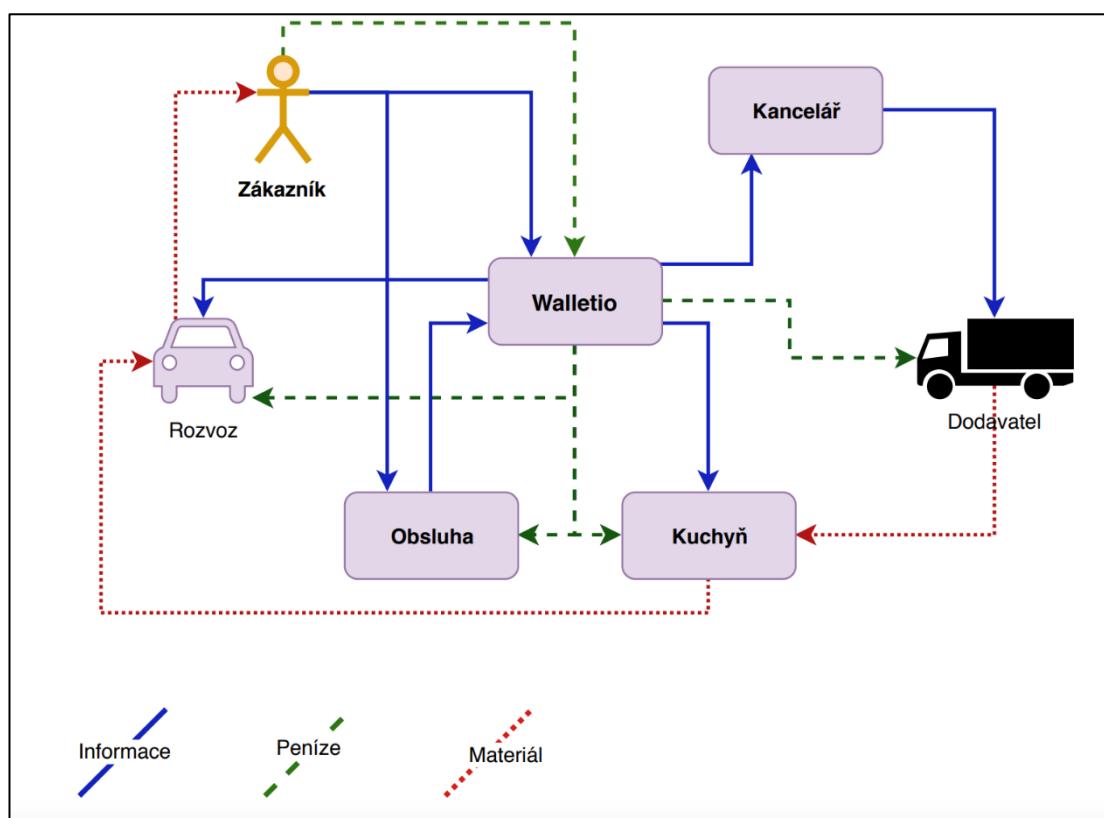 Kancelář
Zákazník
Walletio
Rozvoz
Dodavatel
Obsluha
Kuchyň
Informace
Peníze
Materiál